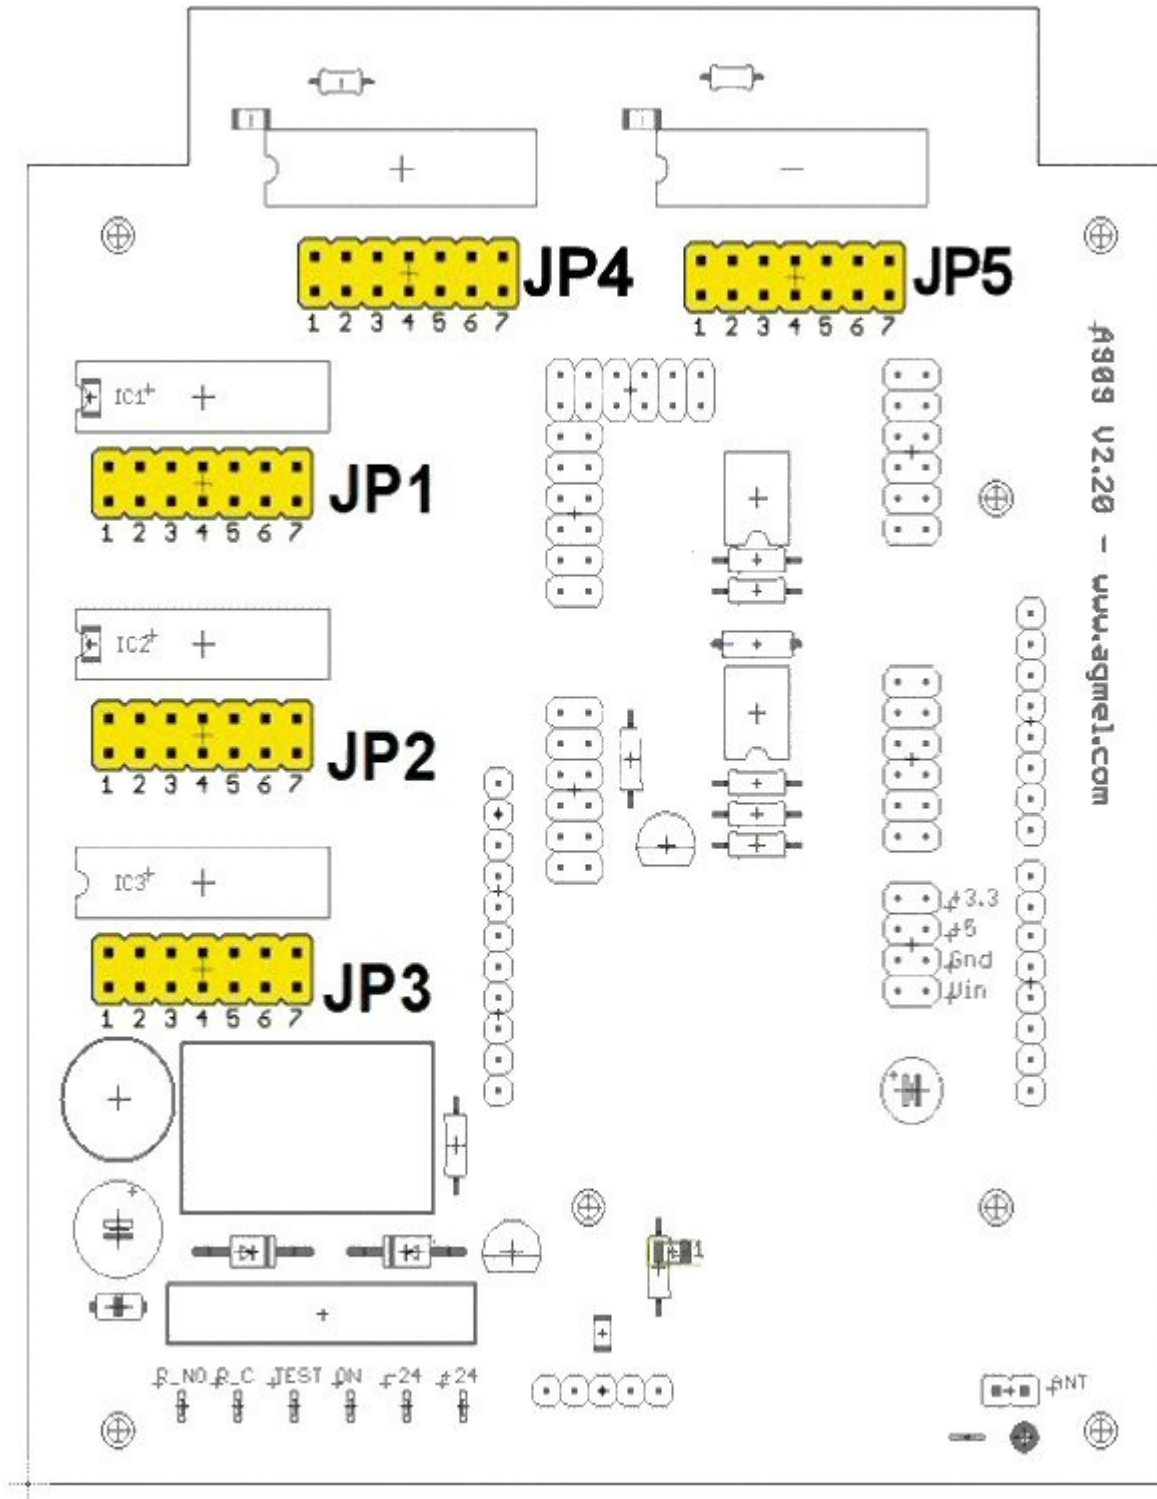 JP4
1 2 3 4 5 6 7
JP5
1 2 3 4 5 6 7
IC1
JP1
1 2 3 4 5 6 7
IC2
JP2
1 2 3 4 5 6 7
IC3
JP3
1 2 3 4 5 6 7
A909 V2.20 - www.agmel.com
+3.3
+5
Gnd
Vin
R_NO R_C TEST ON -24 +24
ANT